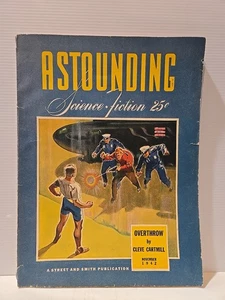 ASTOUNDING
Science-Fiction 25¢
OVERTHROW
by
CLEVE CARTMILL
NOVEMBER
1942
A STREET AND SMITH PUBLICATION